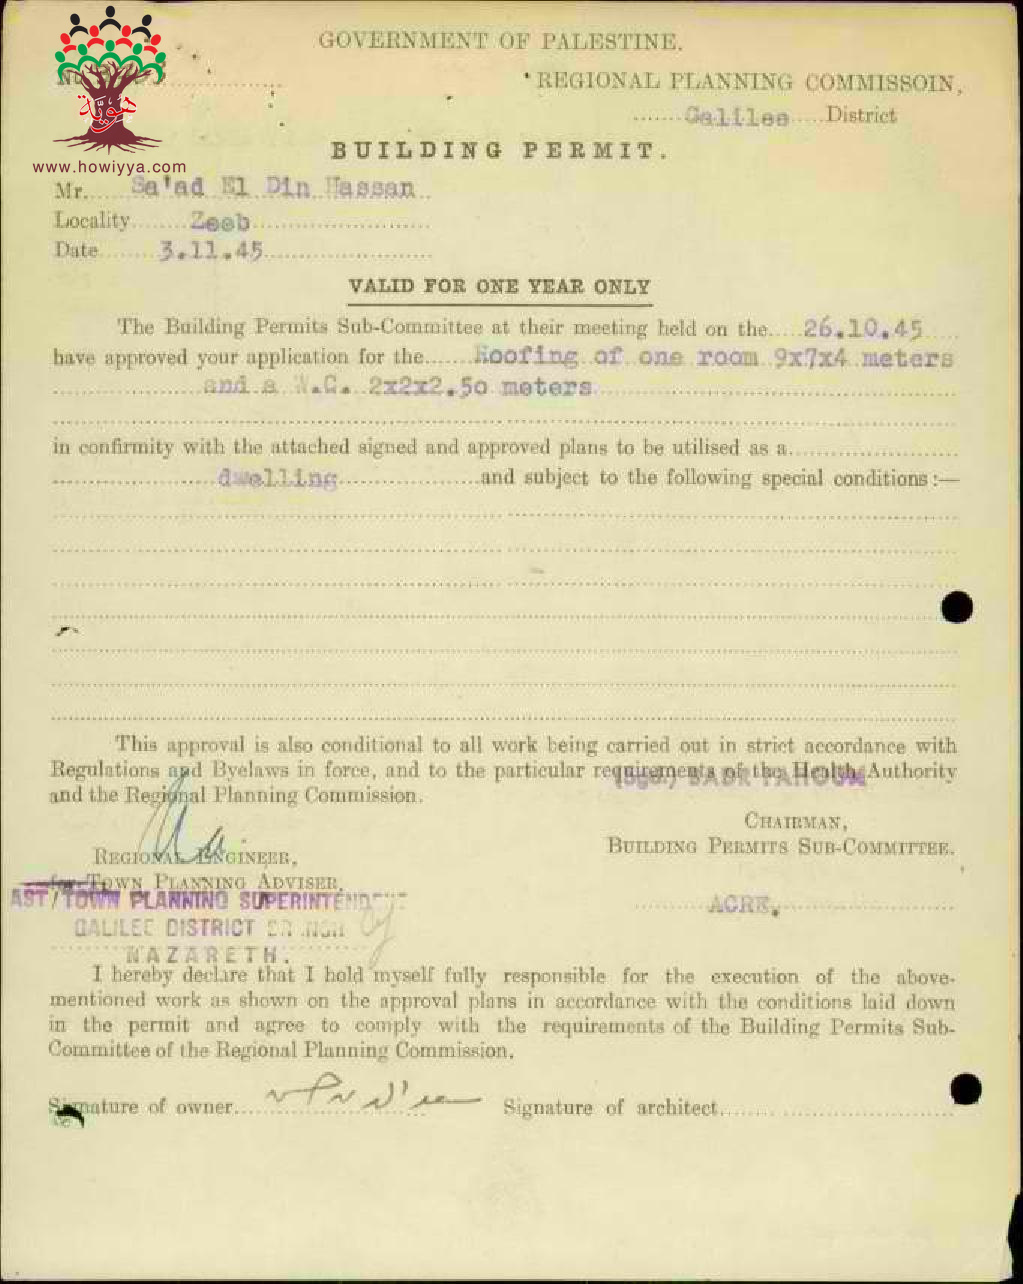 GOVERNMENT OF PALESTINE.
No.
هوية
www.howiyya.com
REGIONAL PLANNING COMMISSOIN,
Galilee District
BUILDING PERMIT.
Mr. Sa'ad El Din Hassan
Locality Zeeb
Date 3.11.45
VALID FOR ONE YEAR ONLY
The Building Permits Sub-Committee at their meeting held on the 26.10.45
have approved your application for the Roofing of one room 9x7x4 meters
and a W.C. 2x2x2.50 meters
in confirmity with the attached signed and approved plans to be utilised as a
dwelling and subject to the following special conditions :—
This approval is also conditional to all work being carried out in strict accordance with
Regulations and Byelaws in force, and to the particular requirements of the Health Authority
(Sgd.) BADR FAHOUM
and the Regional Planning Commission.
CHAIRMAN,
BUILDING PERMITS SUB-COMMITTEE.
REGIONAL ENGINEER,
for TOWN PLANNING ADVISER,
AST/TOWN PLANNING SUPERINTENDENT
ACRE.
GALILEE DISTRICT
NAZARETH.
I hereby declare that I hold myself fully responsible for the execution of the above-
mentioned work as shown on the approval plans in accordance with the conditions laid down
in the permit and agree to comply with the requirements of the Building Permits Sub-
Committee of the Regional Planning Commission.
Signature of owner Signature of architect